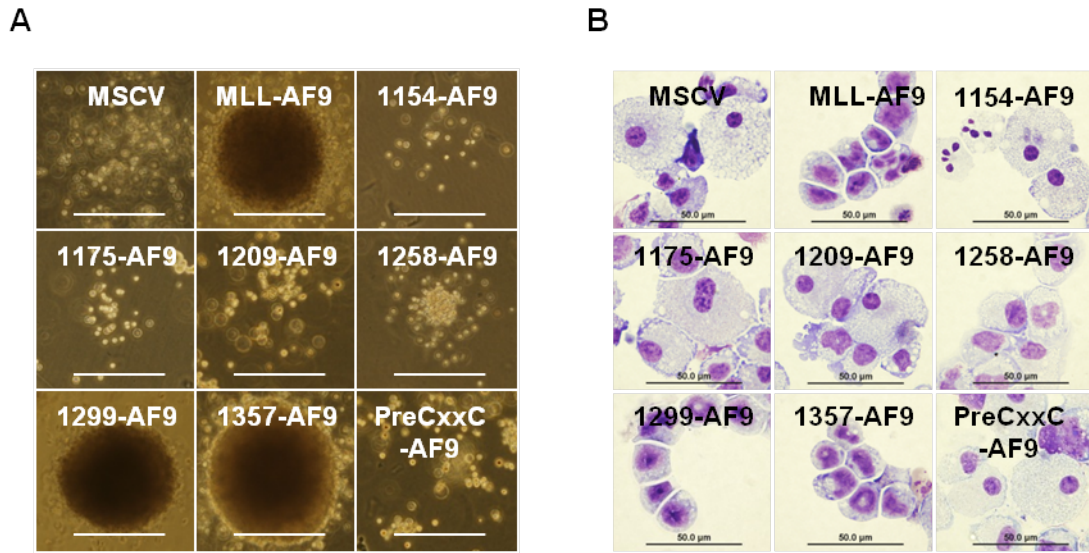 A
B
MSCV
MLL-AF9
1154-AF9
1175-AF9
1209-AF9
1258-AF9
1299-AF9
1357-AF9
PreCxxC
-AF9
MSCV
50.0 µm
MLL-AF9
50.0 µm
1154-AF9
50.0 µm
1175-AF9
50.0 µm
1209-AF9
50.0 µm
1258-AF9
50.0 µm
1299-AF9
50.0 µm
1357-AF9
50.0 µm
PreCxxC
-AF9
50.0 µm